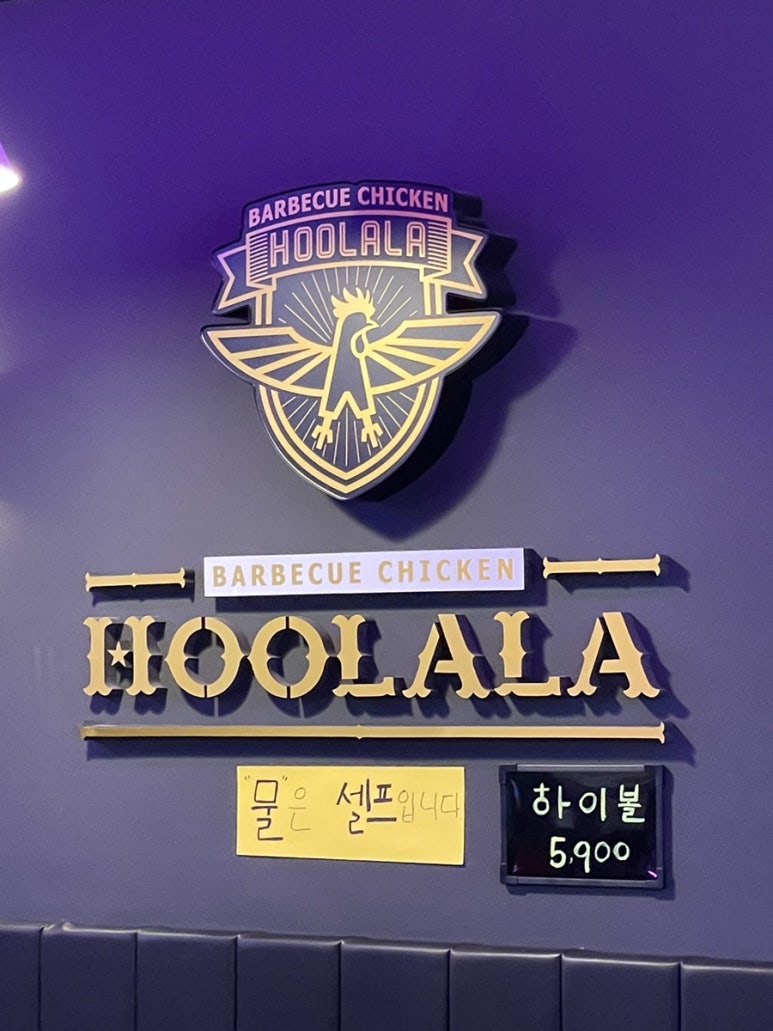 BARBECUE CHICKEN
HOOLALA
BARBECUE CHICKEN
HOOLALA
"물"은 셀프입니다
하이볼
5,900